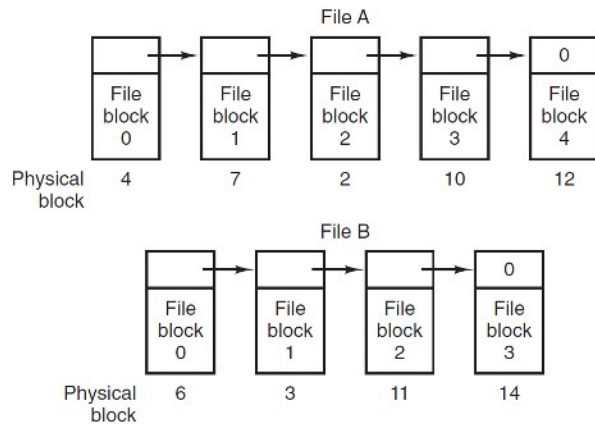 File A
0
File File File File File
block block block block block
0 1 2 3 4
Physical 4 7 2 10 12
block
File B
0
File File File File
block block block block
0 1 2 3
Physical 6 3 11 14
block